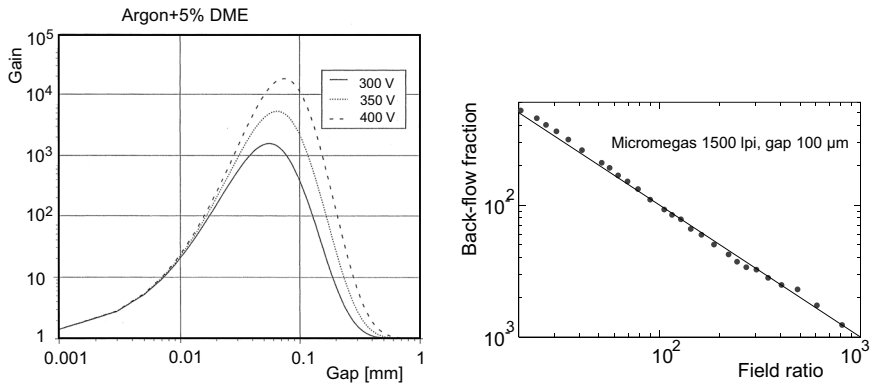 Argon+5% DME
Gain
10^5
10^4
10^3
10^2
10
1
300 V
350 V
400 V
0.001
0.01
0.1
1
Gap [mm]
Back-flow fraction
10^2
10^3
Micromegas 1500 lpi, gap 100 µm
10^2
10^3
Field ratio